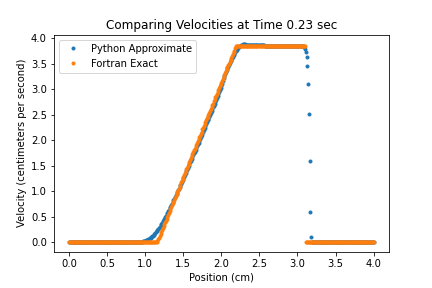 Comparing Velocities at Time 0.23 sec
Python Approximate
Fortran Exact
Velocity (centimeters per second)
4.0
3.5
3.0
2.5
2.0
1.5
1.0
0.5
0.0
0.0 0.5 1.0 1.5 2.0 2.5 3.0 3.5 4.0
Position (cm)